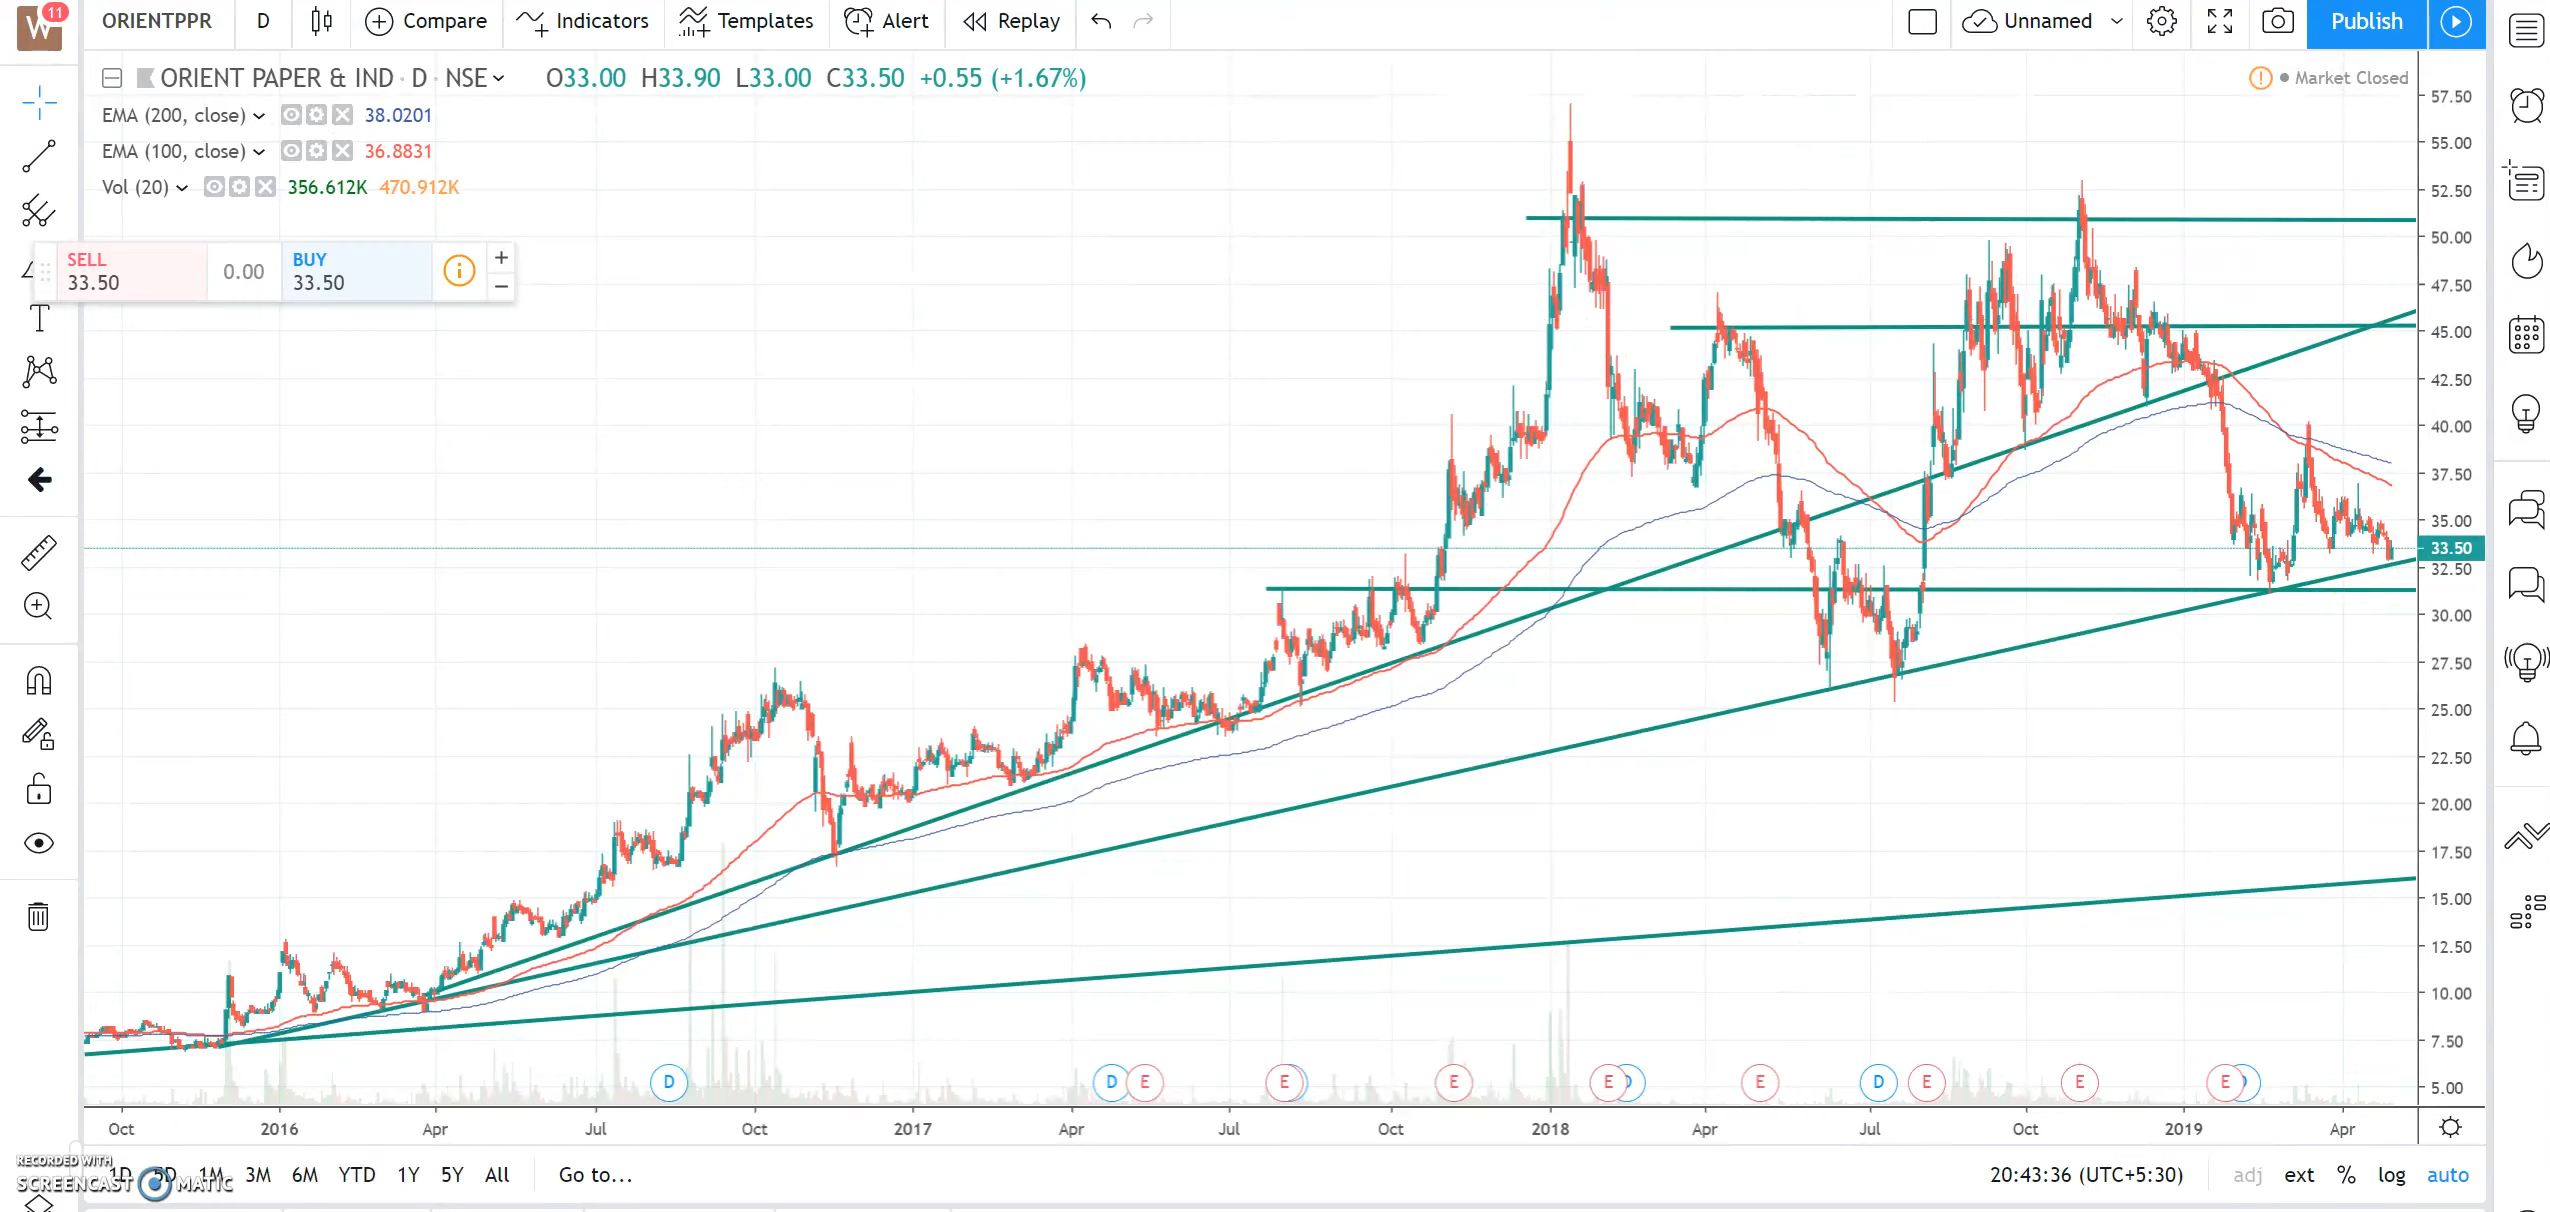 W 11 ORIENTPPR D Compare Indicators Templates Alert Replay Unnamed Publish
ORIENT PAPER & IND · D · NSE O33.00 H33.90 L33.00 C33.50 +0.55 (+1.67%) Market Closed
EMA (200, close) 38.0201
EMA (100, close) 36.8831
Vol (20) 356.612K 470.912K
SELL 0.00 BUY
33.50 33.50
T
57.50
55.00
52.50
50.00
47.50
45.00
42.50
40.00
37.50
35.00
33.50
32.50
30.00
27.50
25.00
22.50
20.00
17.50
15.00
12.50
10.00
7.50
5.00
D D E E E E D E D E E E D
Oct 2016 Apr Jul Oct 2017 Apr Jul Oct 2018 Apr Jul Oct 2019 Apr
RECORDED WITH
SCREENCAST MATIC
1D 5D 1M 3M 6M YTD 1Y 5Y All Go to... 20:43:36 (UTC+5:30) adj ext % log auto